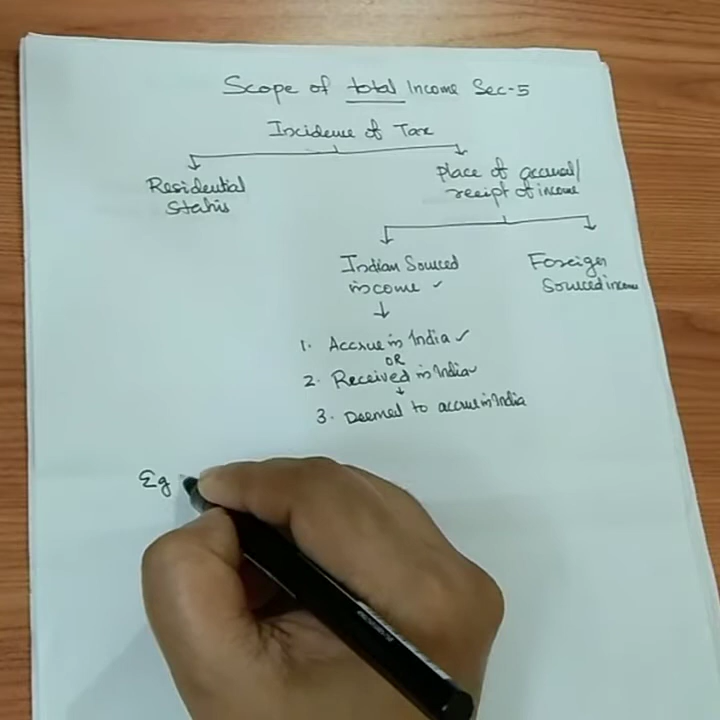 Scope of total Income Sec-5
Incidence of Tax
Residential
Status
Place of accrual/
receipt of income
Indian Sourced
income ✓
Foreign
Sourced income
1. Accrue in India ✓
OR
2. Received in India ✓
3. Deemed to accrue in India
Eg